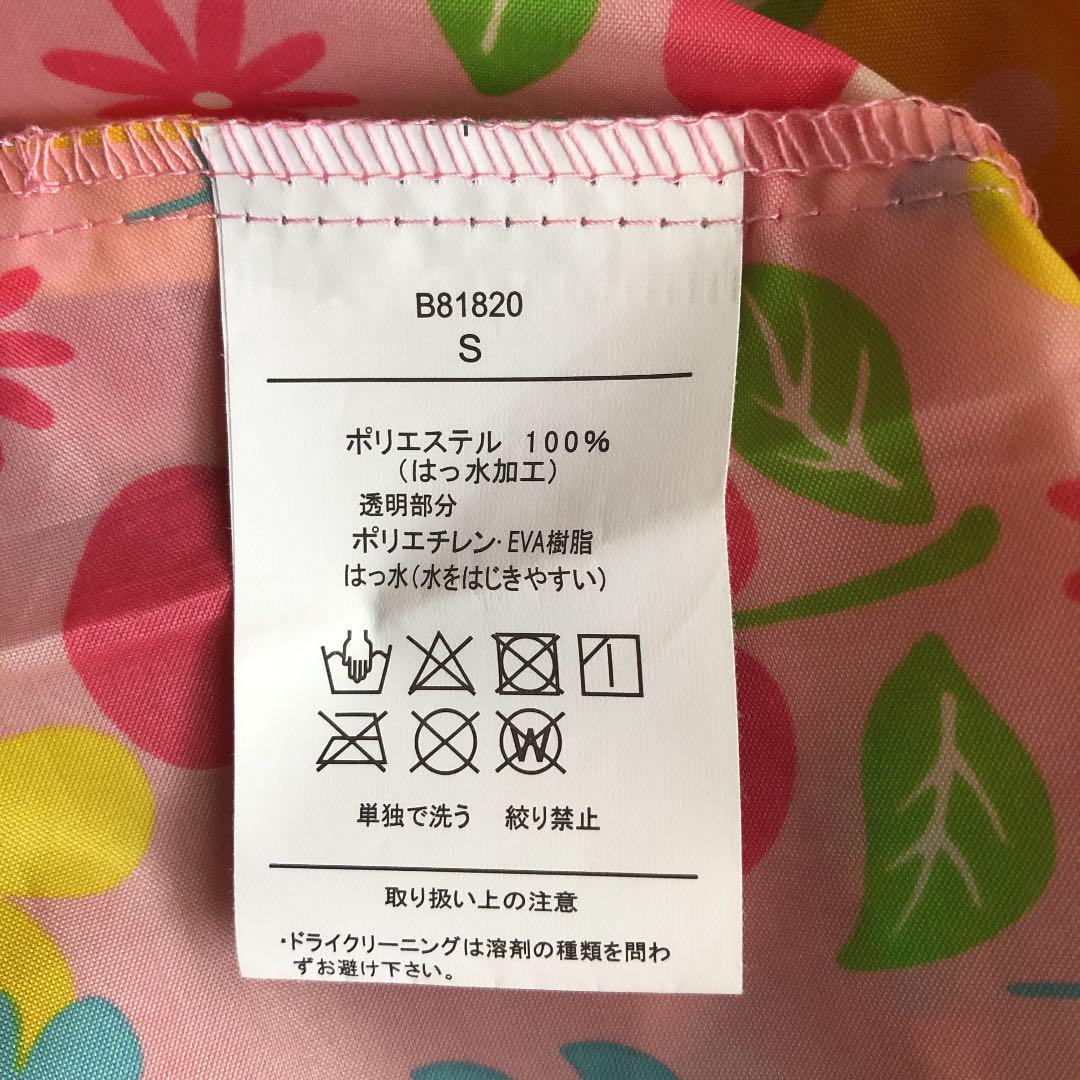 B81820
S
ポリエステル 100%
(はっ水加工)
透明部分
ポリエチレン・EVA樹脂
はっ水(水をはじきやすい)
W
単独で洗う 絞り禁止
取り扱い上の注意
・ドライクリーニングは溶剤の種類を問わ
ずお避け下さい。